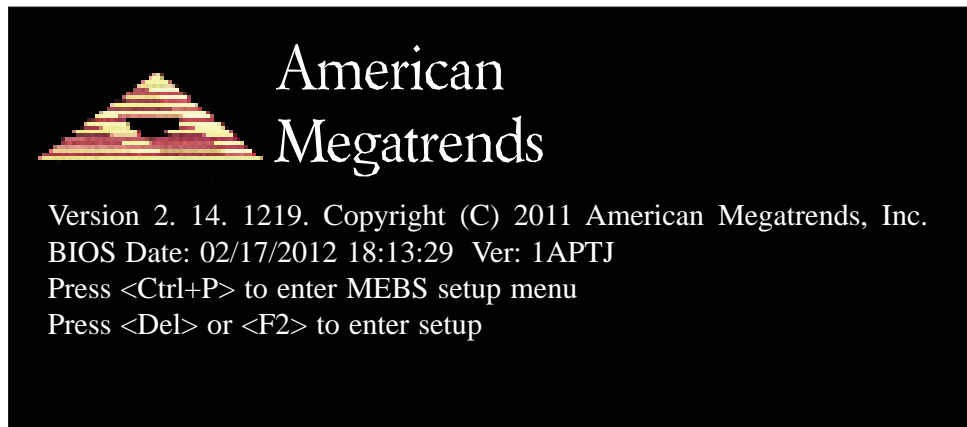 American
Megatrends
Version 2. 14. 1219. Copyright (C) 2011 American Megatrends, Inc.
BIOS Date: 02/17/2012 18:13:29 Ver: 1APTJ
Press <Ctrl+P> to enter MEBS setup menu
Press <Del> or <F2> to enter setup